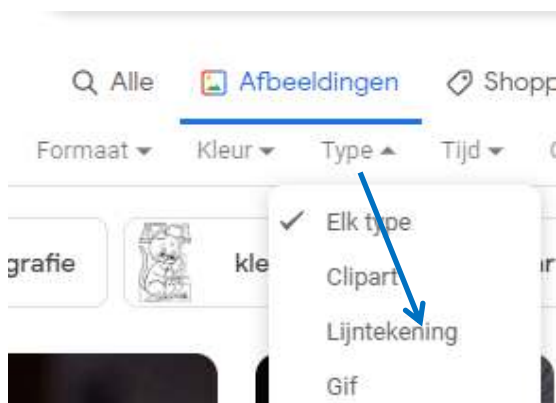 Alle Afbeeldingen Shopp
Formaat Kleur Type Tijd
Elk type
grafie kle
Clipart
Lijntekening
Gif